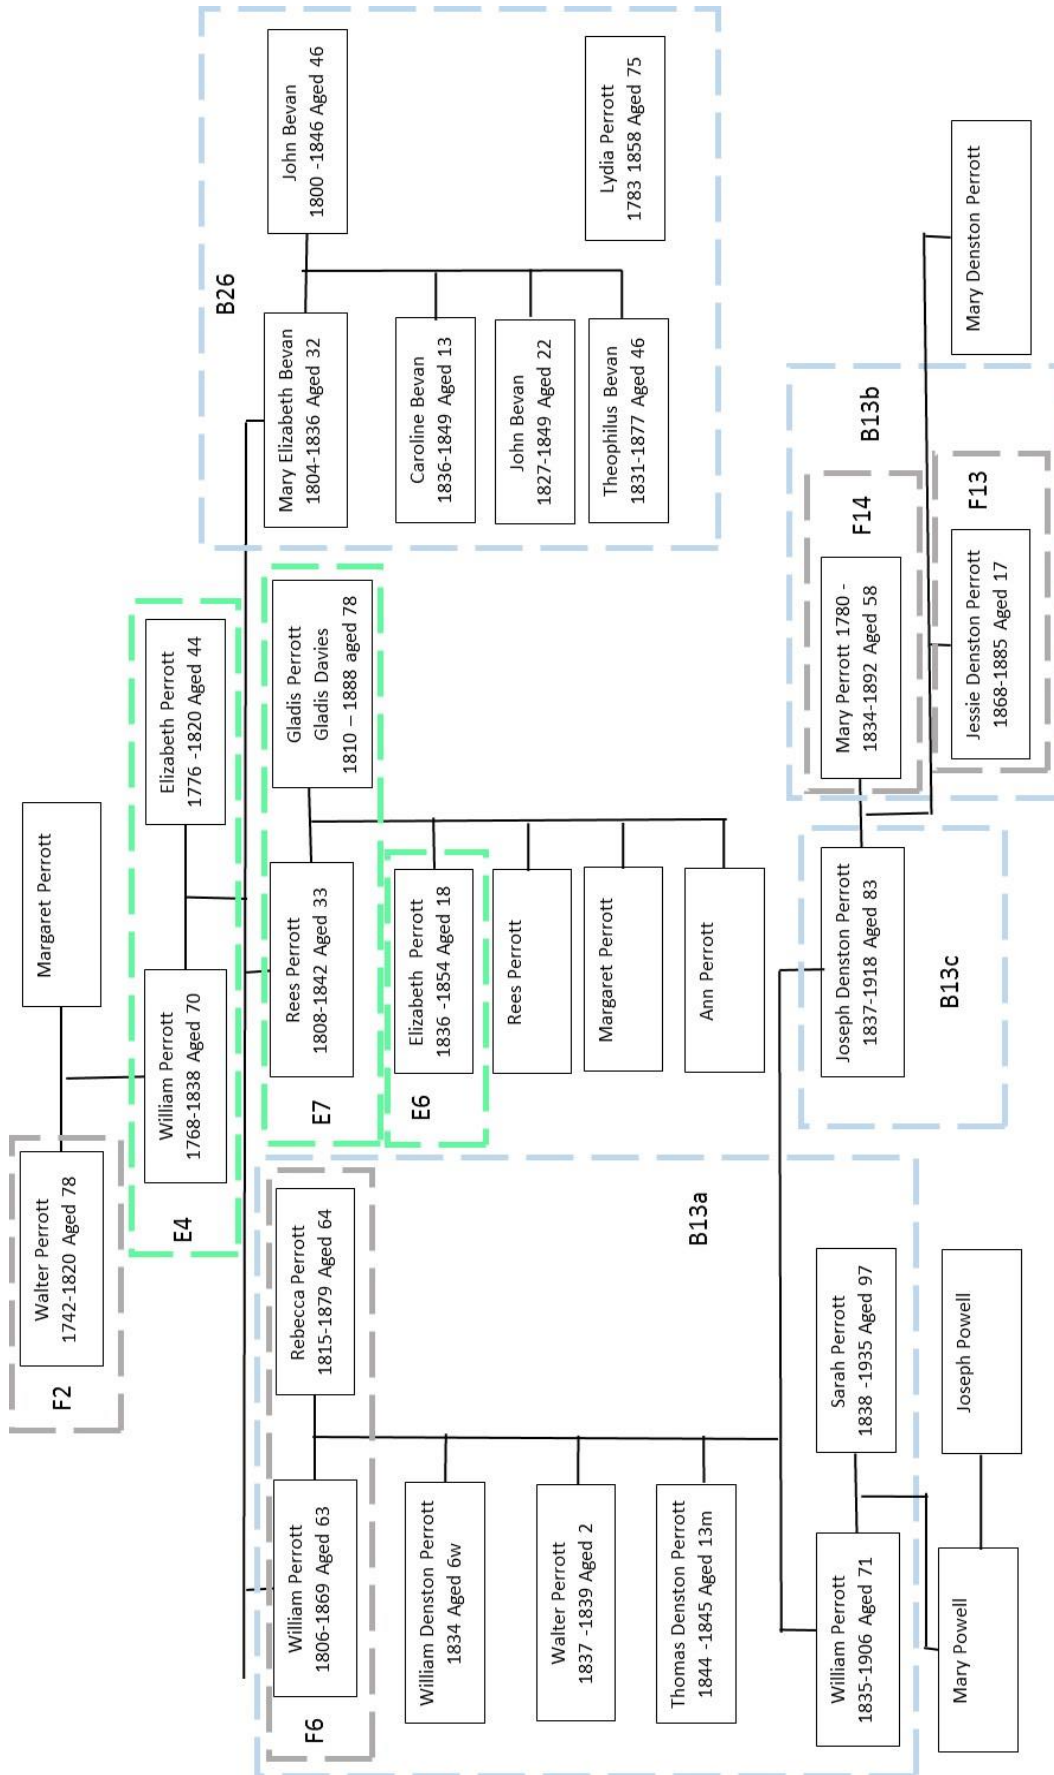 Walter Perrott
1742-1820 Aged 78
F2
Margaret Perrott
E4
William Perrott
1768-1838 Aged 70
Elizabeth Perrott
1776 -1820 Aged 44
F6
William Perrott
1806-1869 Aged 63
Rebecca Perrott
1815-1879 Aged 64
E7
Rees Perrott
1808-1842 Aged 33
Gladis Perrott
Gladis Davies
1810 – 1888 aged 78
B26
Mary Elizabeth Bevan
1804-1836 Aged 32
John Bevan
1800 -1846 Aged 46
William Denston Perrott
1834 Aged 6w
E6
Elizabeth Perrott
1836 -1854 Aged 18
Caroline Bevan
1836-1849 Aged 13
Walter Perrott
1837 -1839 Aged 2
Rees Perrott
John Bevan
1827-1849 Aged 22
Thomas Denston Perrott
1844 -1845 Aged 13m
B13a
Margaret Perrott
Theophilus Bevan
1831-1877 Aged 46
Lydia Perrott
1783 1858 Aged 75
Ann Perrott
William Perrott
1835-1906 Aged 71
Sarah Perrott
1838 -1935 Aged 97
Joseph Denston Perrott
1837-1918 Aged 83
Mary Perrott 1780 -
1834-1892 Aged 58
F14
B13b
Mary Powell
Joseph Powell
B13c
Jessie Denston Perrott
1868-1885 Aged 17
F13
Mary Denston Perrott